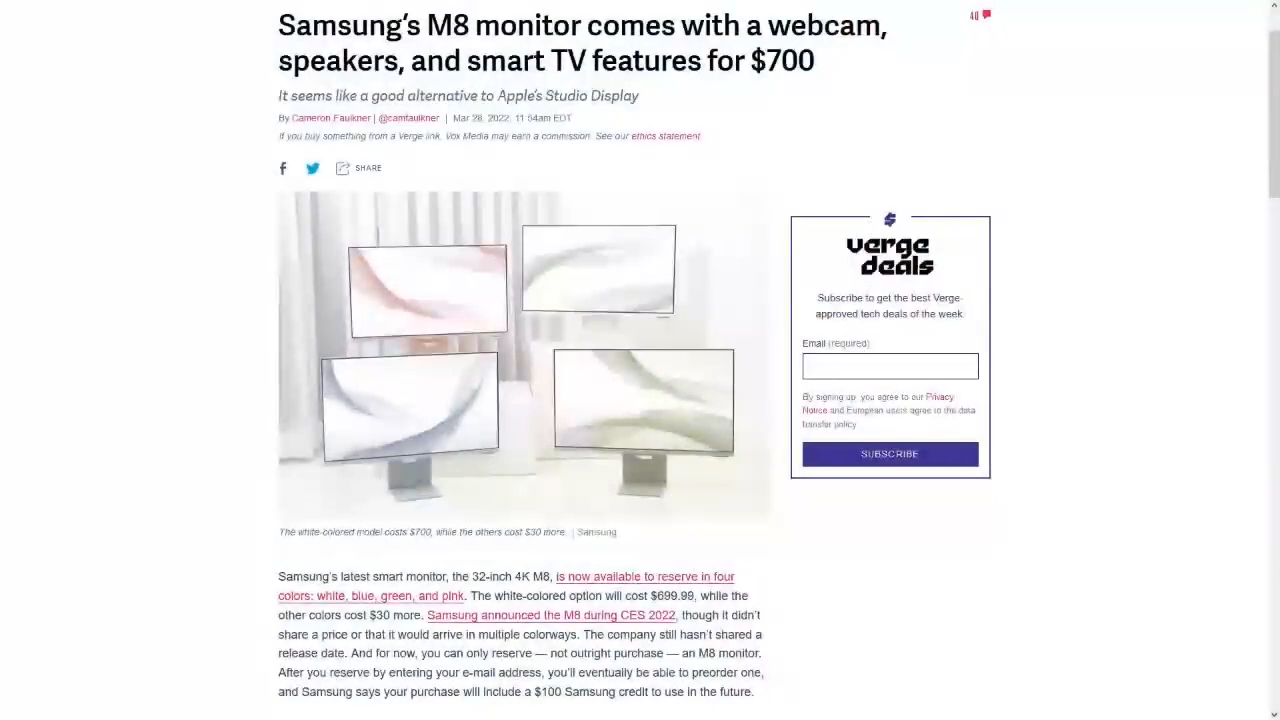 Samsung's M8 monitor comes with a webcam,
speakers, and smart TV features for $700
40
It seems like a good alternative to Apple's Studio Display
By Cameron Faulkner | @camfaulkner | Mar 28, 2022, 11:54am EDT
If you buy something from a Verge link, Vox Media may earn a commission. See our ethics statement
SHARE
The white-colored model costs $700, while the others cost $30 more. | Samsung
Samsung's latest smart monitor, the 32-inch 4K M8, is now available to reserve in four
colors: white, blue, green, and pink. The white-colored option will cost $699.99, while the
other colors cost $30 more. Samsung announced the M8 during CES 2022, though it didn't
share a price or that it would arrive in multiple colorways. The company still hasn't shared a
release date. And for now, you can only reserve — not outright purchase — an M8 monitor.
After you reserve by entering your e-mail address, you'll eventually be able to preorder one,
and Samsung says your purchase will include a $100 Samsung credit to use in the future.
verge
deals
Subscribe to get the best Verge-
approved tech deals of the week.
Email (required)
By signing up, you agree to our Privacy
Notice and European users agree to the data
transfer policy.
SUBSCRIBE